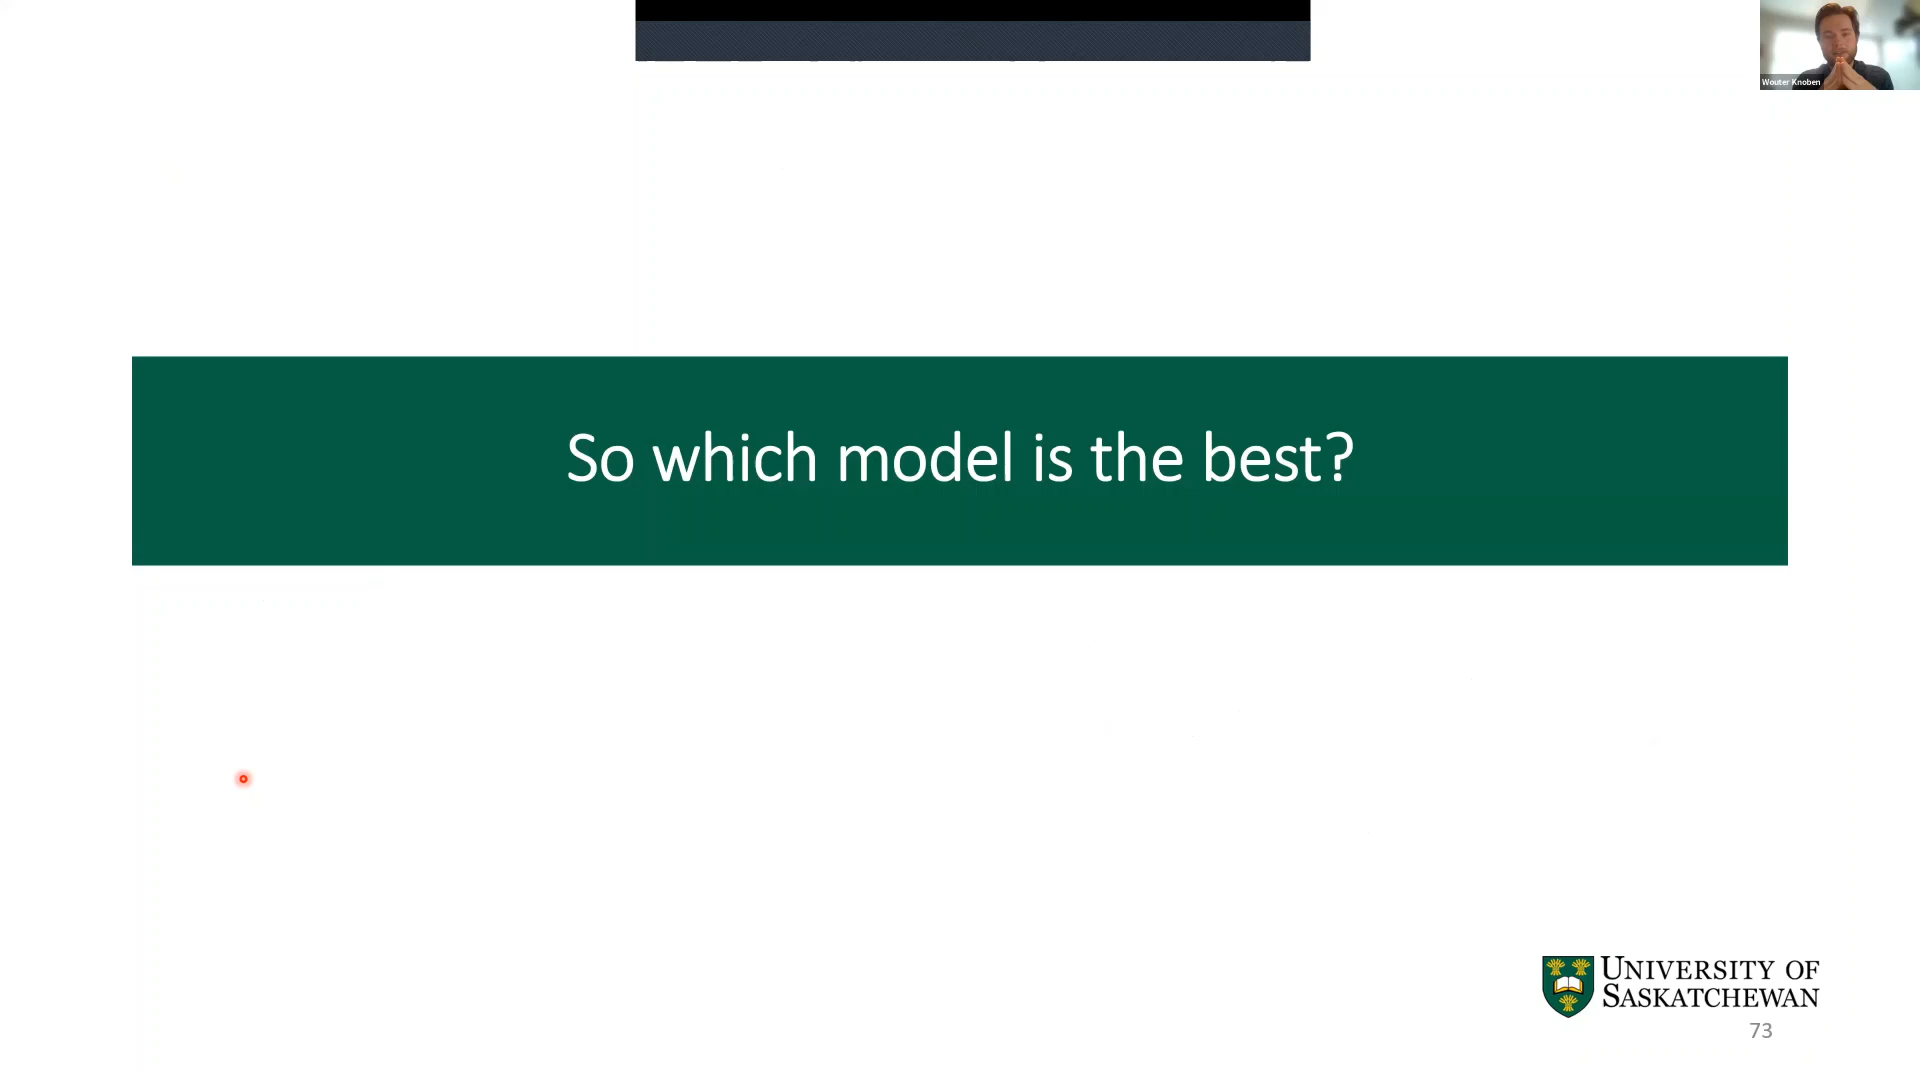 Wouter Knoben
So which model is the best?
UNIVERSITY OF
SASKATCHEWAN
73